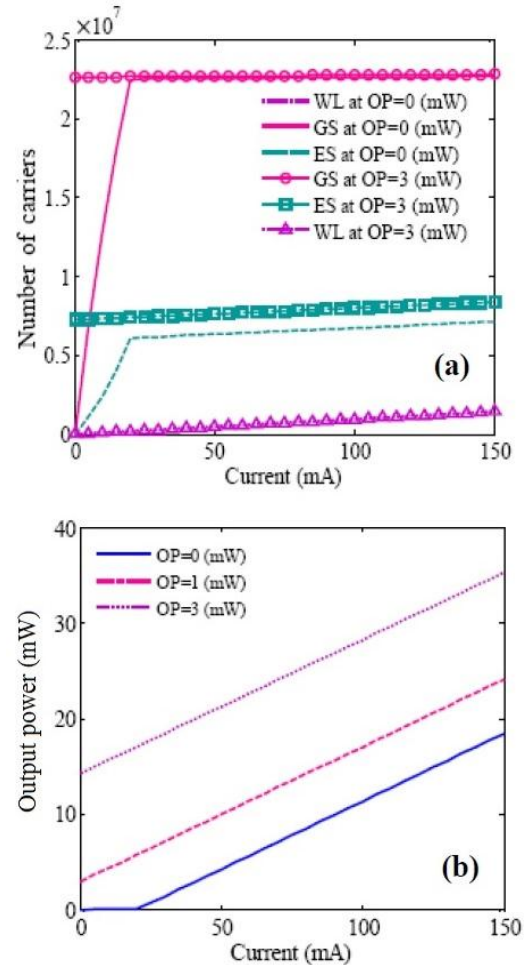 ×10^7
2.5
2
1.5
1
0.5
0
Number of carriers
WL at OP=0 (mW)
GS at OP=0 (mW)
ES at OP=0 (mW)
GS at OP=3 (mW)
ES at OP=3 (mW)
WL at OP=3 (mW)
(a)
0 50 100 150
Current (mA)
40
30
20
10
0
Output power (mW)
OP=0 (mW)
OP=1 (mW)
OP=3 (mW)
(b)
0 50 100 150
Current (mA)